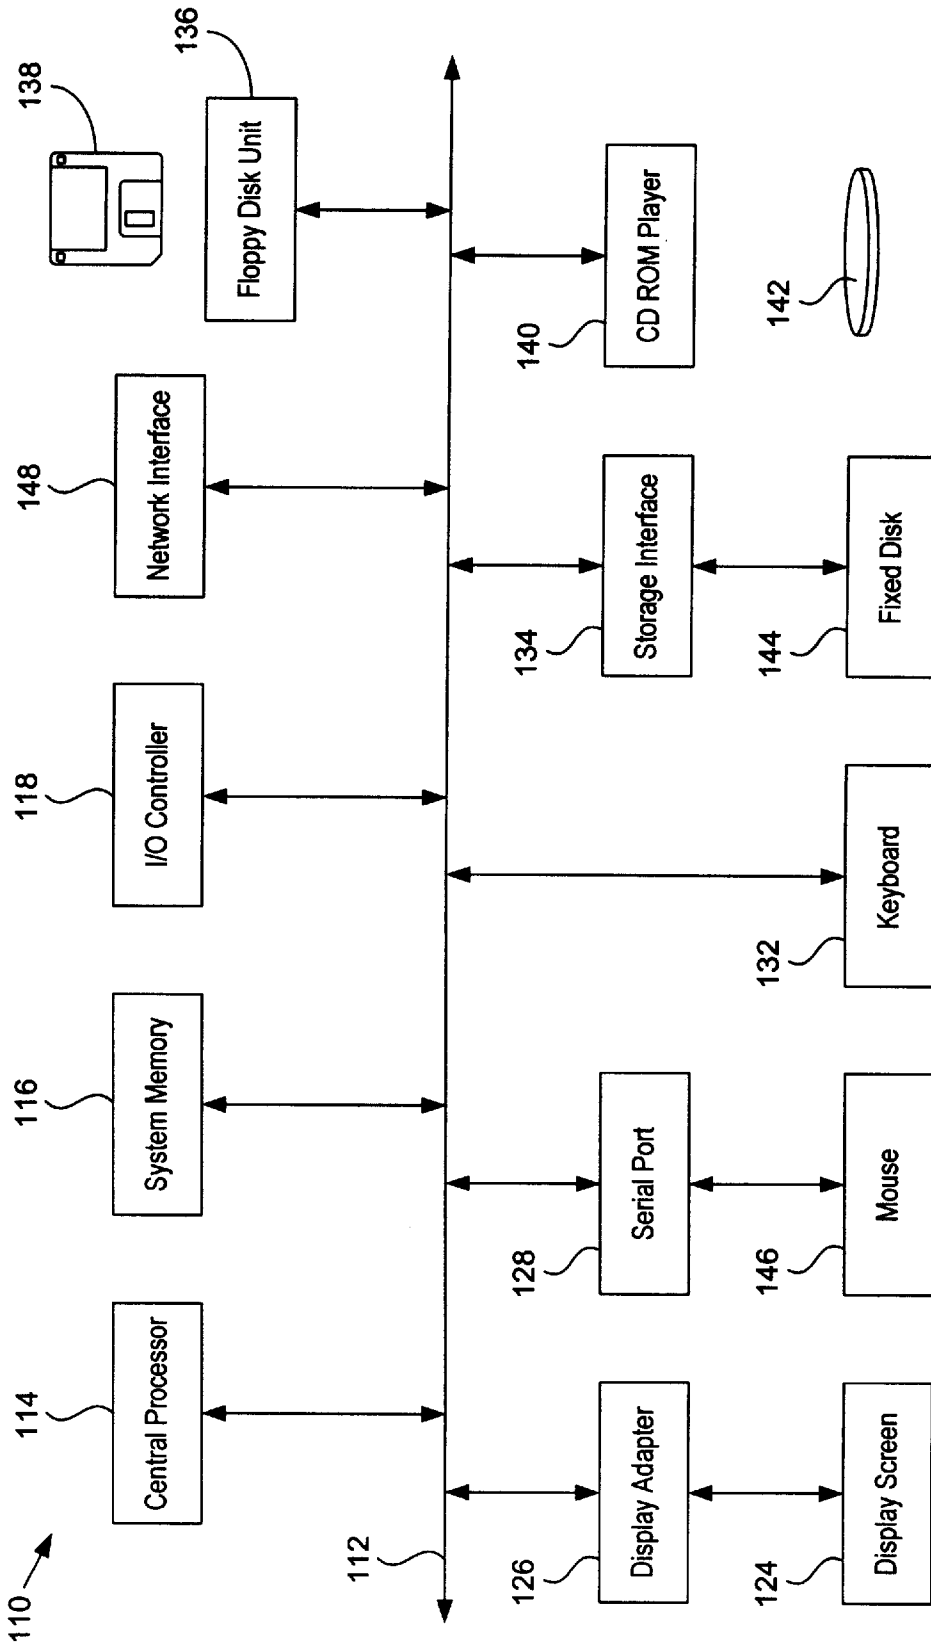 110
114
Central Processor
116
System Memory
118
I/O Controller
148
Network Interface
138
136
Floppy Disk Unit
112
126
Display Adapter
128
Serial Port
134
Storage Interface
140
CD ROM Player
124
Display Screen
146
Mouse
132
Keyboard
144
Fixed Disk
142